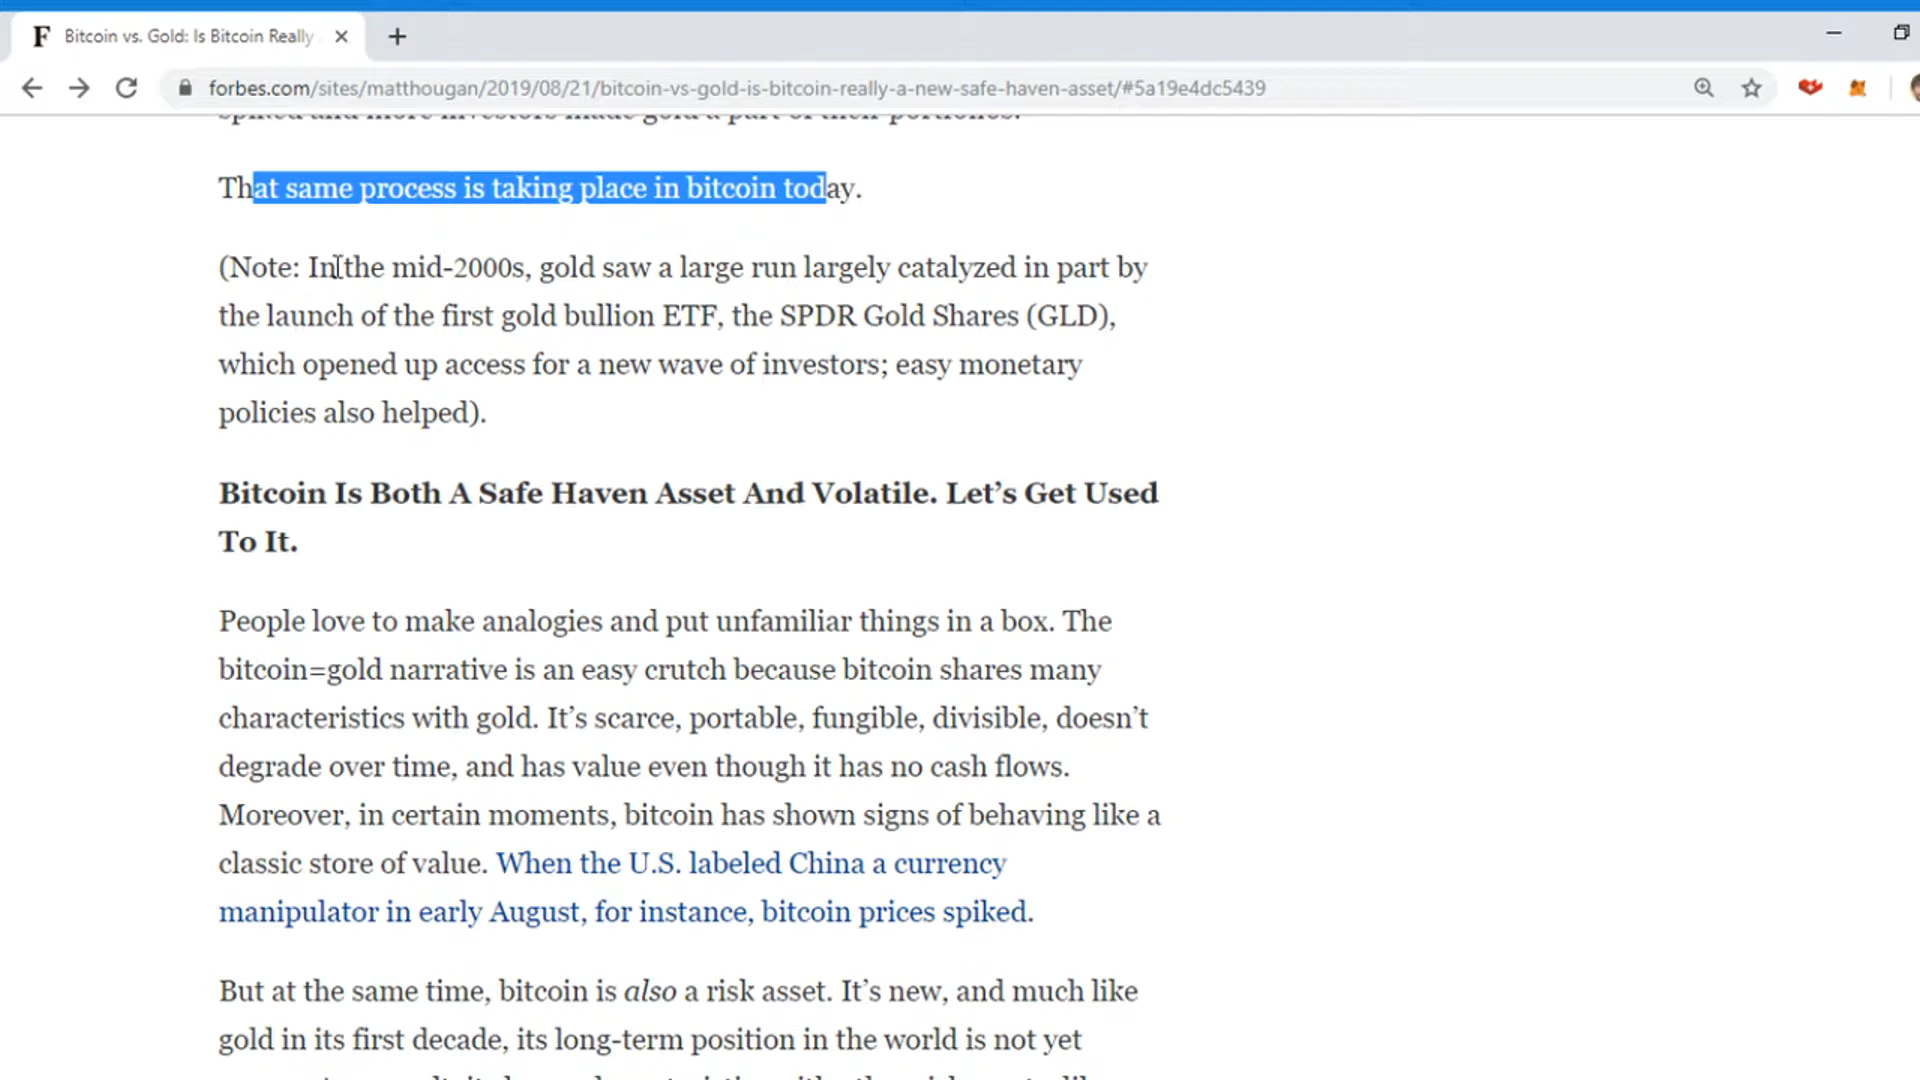 F Bitcoin vs. Gold: Is Bitcoin Really
forbes.com/sites/matthougan/2019/08/21/bitcoin-vs-gold-is-bitcoin-really-a-new-safe-haven-asset/#5a19e4dc5439
spiked and more investors made gold a part of their portfolios.
That same process is taking place in bitcoin today.
(Note: In the mid-2000s, gold saw a large run largely catalyzed in part by
the launch of the first gold bullion ETF, the SPDR Gold Shares (GLD),
which opened up access for a new wave of investors; easy monetary
policies also helped).
Bitcoin Is Both A Safe Haven Asset And Volatile. Let’s Get Used
To It.
People love to make analogies and put unfamiliar things in a box. The
bitcoin=gold narrative is an easy crutch because bitcoin shares many
characteristics with gold. It’s scarce, portable, fungible, divisible, doesn’t
degrade over time, and has value even though it has no cash flows.
Moreover, in certain moments, bitcoin has shown signs of behaving like a
classic store of value. When the U.S. labeled China a currency
manipulator in early August, for instance, bitcoin prices spiked.
But at the same time, bitcoin is also a risk asset. It’s new, and much like
gold in its first decade, its long-term position in the world is not yet